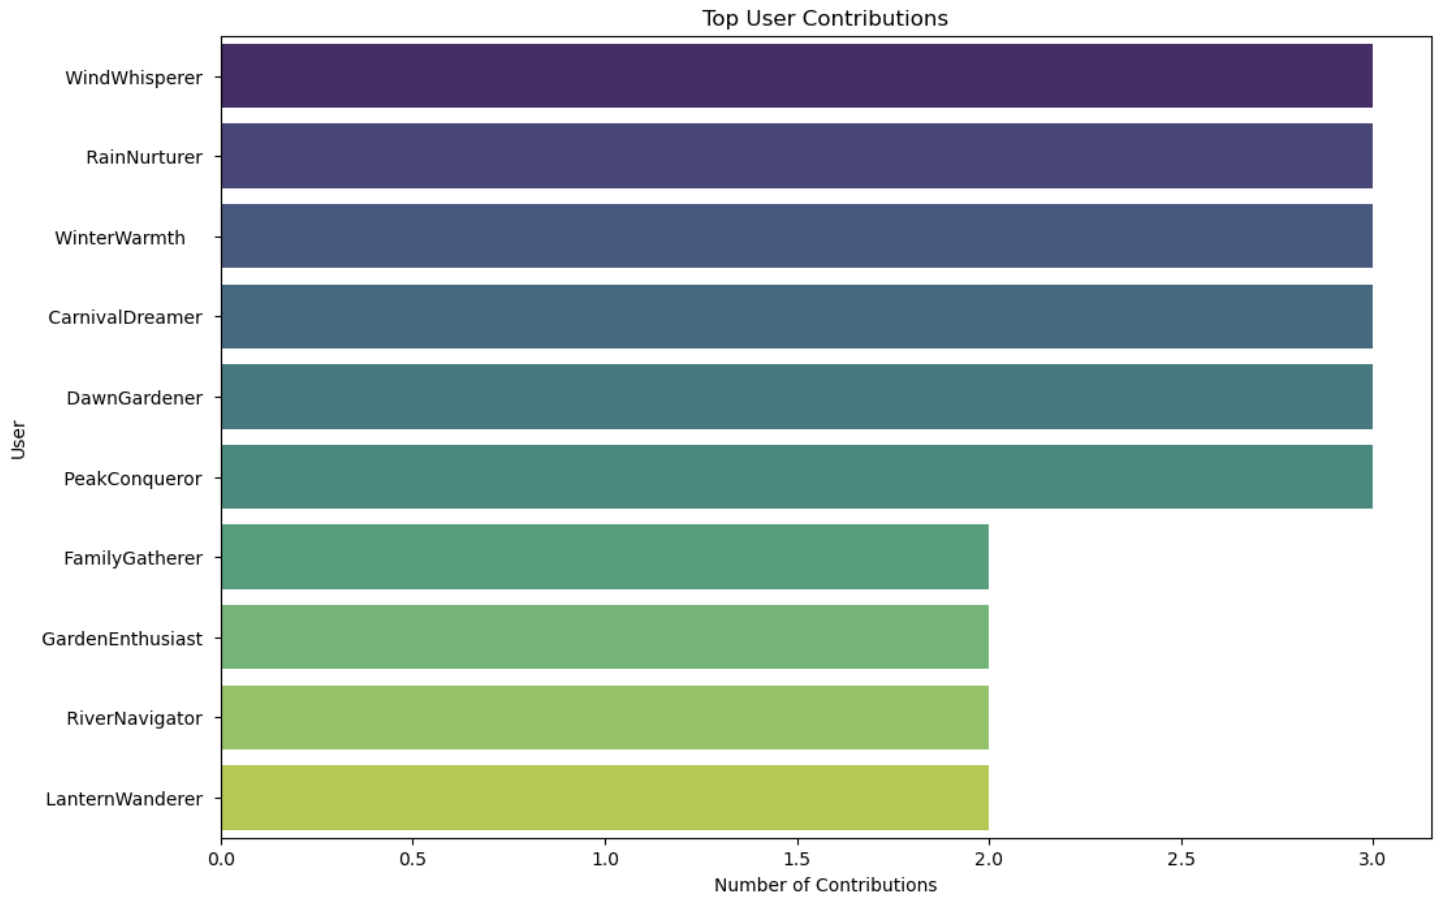 Top User Contributions
WindWhisperer
RainNurturer
WinterWarmth
CarnivalDreamer
DawnGardener
PeakConqueror
FamilyGatherer
GardenEnthusiast
RiverNavigator
LanternWanderer
User
0.0 0.5 1.0 1.5 2.0 2.5 3.0
Number of Contributions